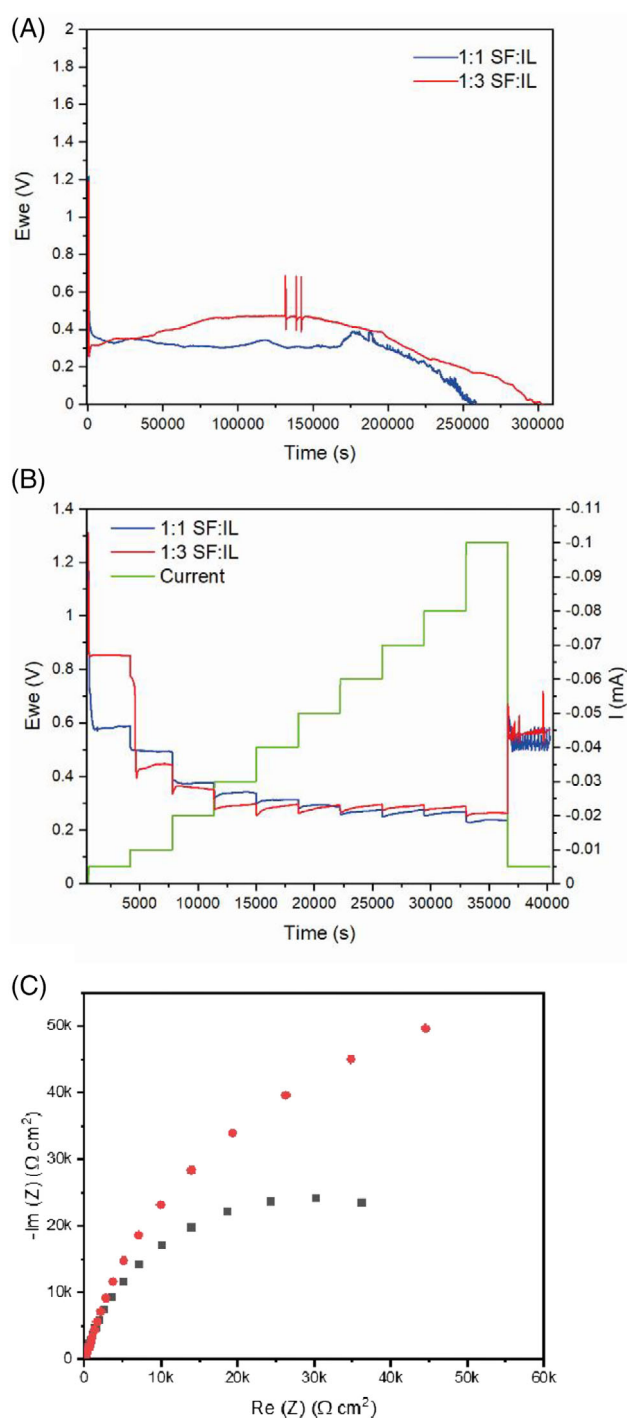 (A)
2
1.8
1.6
1.4
1.2
1
0.8
0.6
0.4
0.2
0
Ewe (V)
1:1 SF:IL
1:3 SF:IL
0 50000 100000 150000 200000 250000 300000
Time (s)
(B)
1.4
1.2
1
0.8
0.6
0.4
0.2
0
Ewe (V)
1:1 SF:IL
1:3 SF:IL
Current
-0.11
-0.1
-0.09
-0.08
-0.07
-0.06
-0.05
-0.04
-0.03
-0.02
-0.01
0
I (mA)
5000 10000 15000 20000 25000 30000 35000 40000
Time (s)
(C)
50k
40k
30k
20k
10k
0
-Im (Z) (Ω cm²)
0 10k 20k 30k 40k 50k 60k
Re (Z) (Ω cm²)